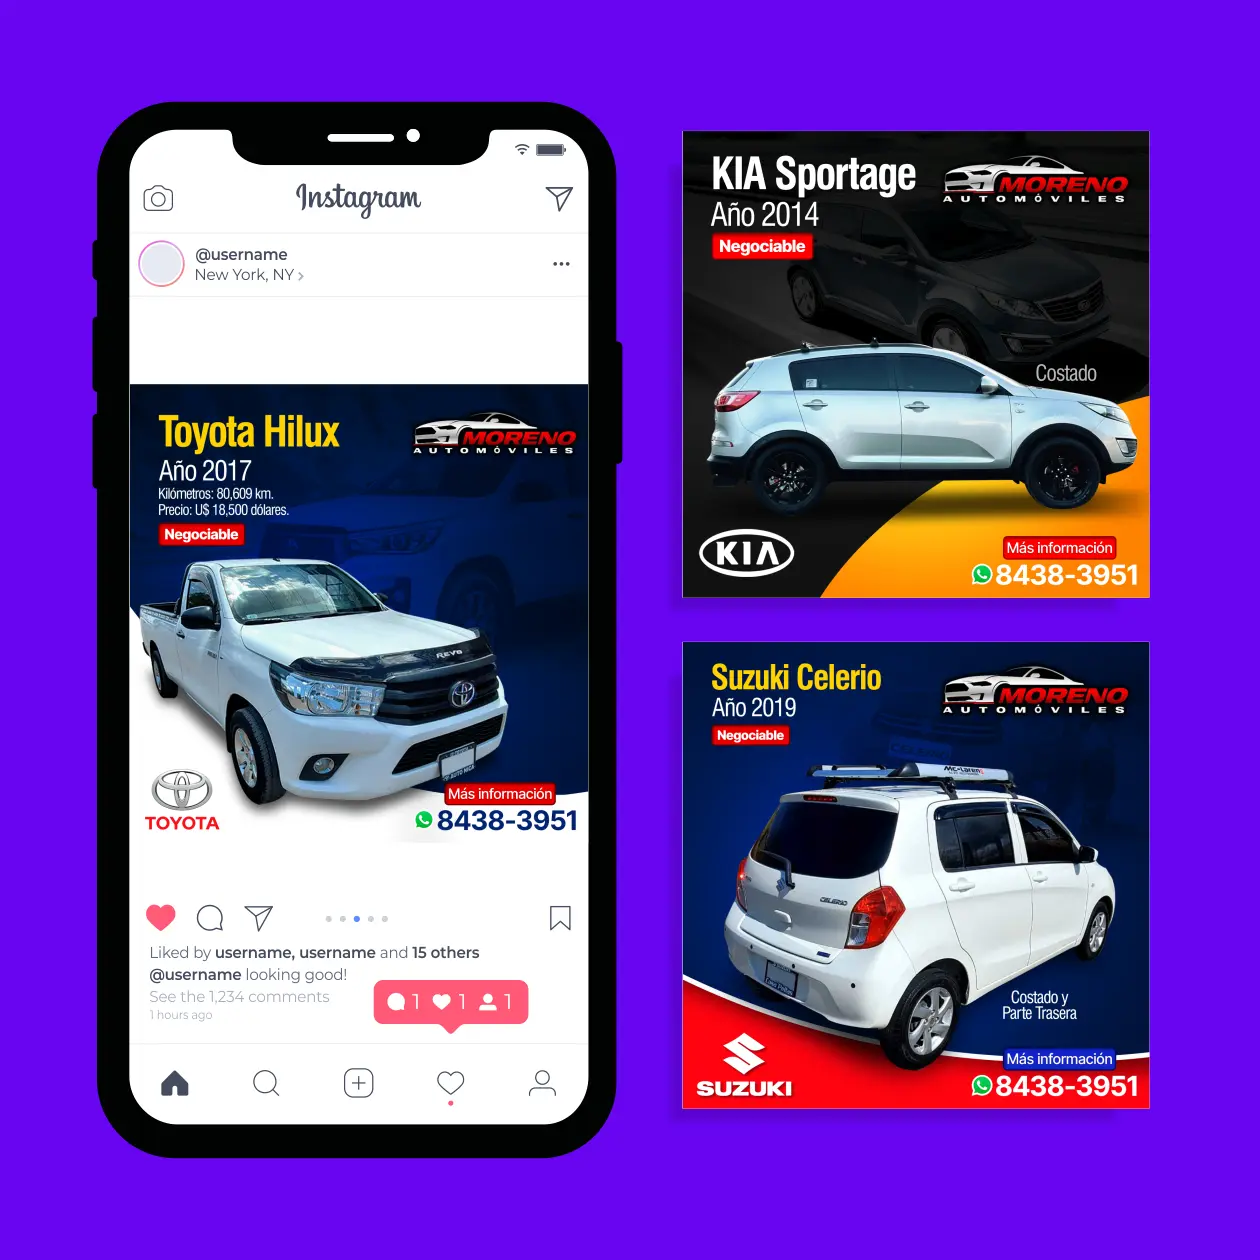 Instagram
@username
New York, NY >
Toyota Hilux
Año 2017
Kilómetros: 80,609 km.
Precio: U$ 18,500 dólares.
Negociable
MORENO
AUTOMÓVILES
REVO
TOYOTA
Más información
8438-3951
Liked by username, username and 15 others
@username looking good!
See the 1,234 comments
1 hours ago
1 1 1
KIA Sportage
Año 2014
Negociable
MORENO
AUTOMÓVILES
Costado
KIA
Más información
8438-3951
Suzuki Celerio
Año 2019
Negociable
MORENO
AUTOMÓVILES
CELERIO
Costado y
Parte Trasera
SUZUKI
Más información
8438-3951